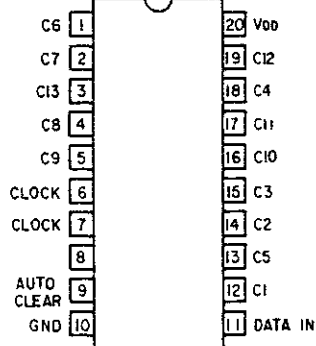 C6 1 20 VDD
C7 2 19 C12
C13 3 18 C4
C8 4 17 C11
C9 5 16 C10
CLOCK 6 15 C3
CLOCK 7 14 C2
8 13 C5
AUTO
CLEAR 9 12 C1
GND 10 11 DATA IN